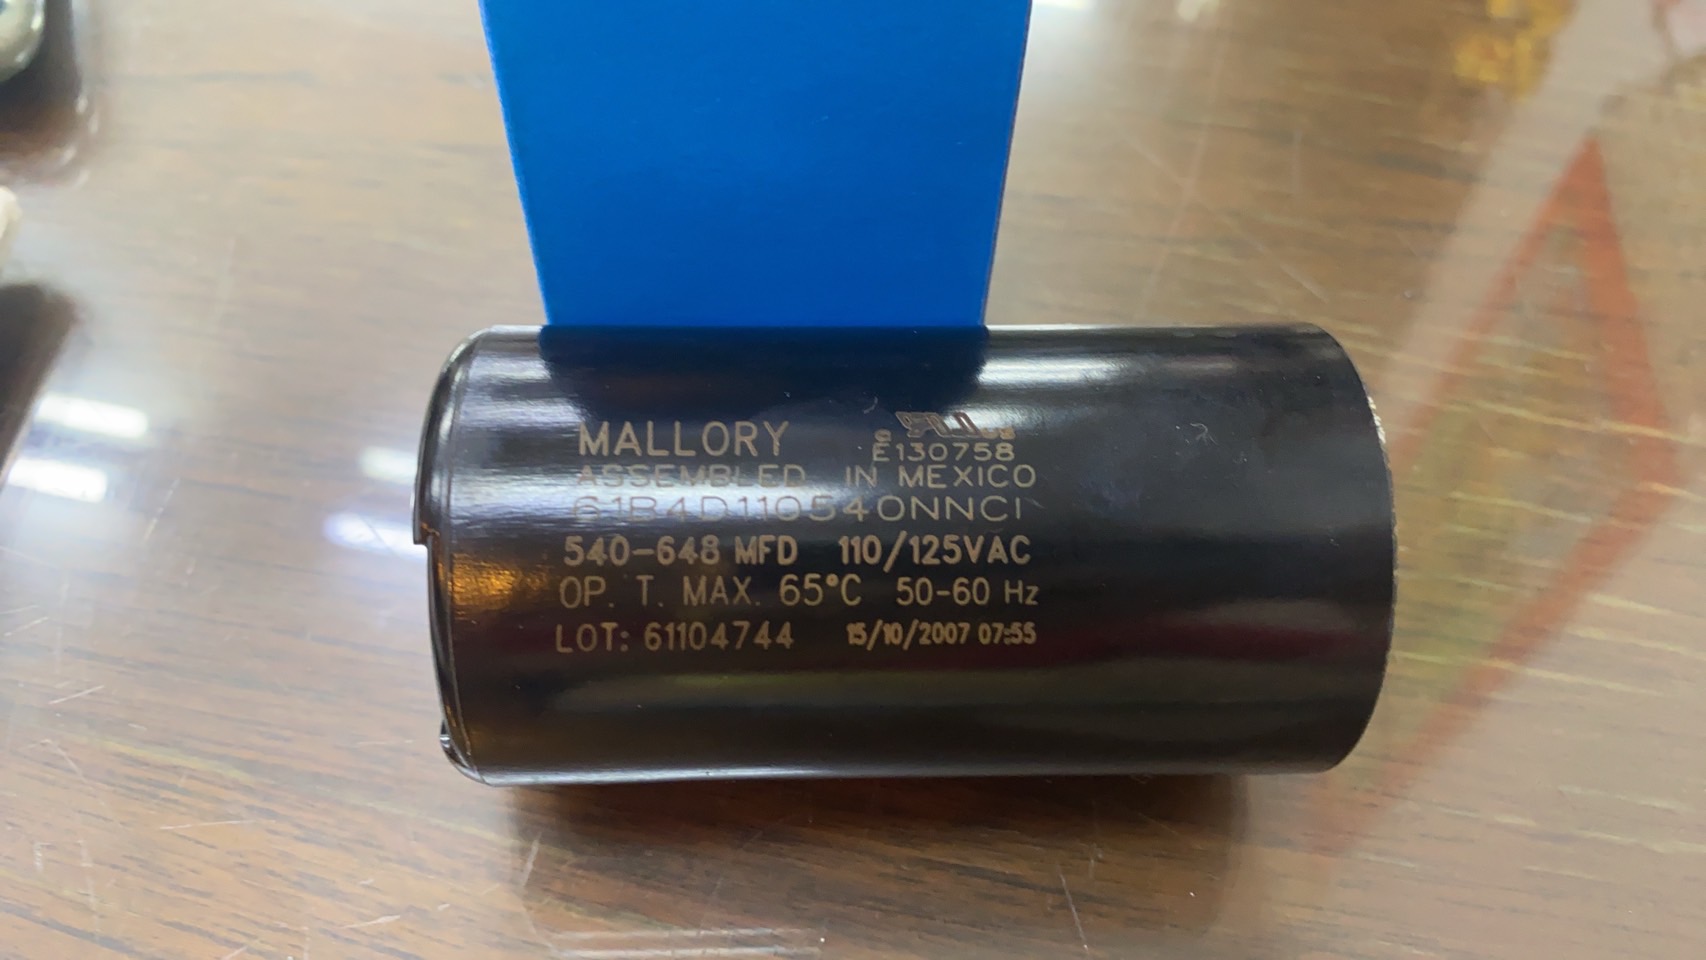 MALLORY
c US
E130758
ASSEMBLED IN MEXICO
61B4D110540NNCI
540-648 MFD 110/125VAC
OP. T. MAX. 65°C 50-60 Hz
LOT: 61104744 15/10/2007 07:55